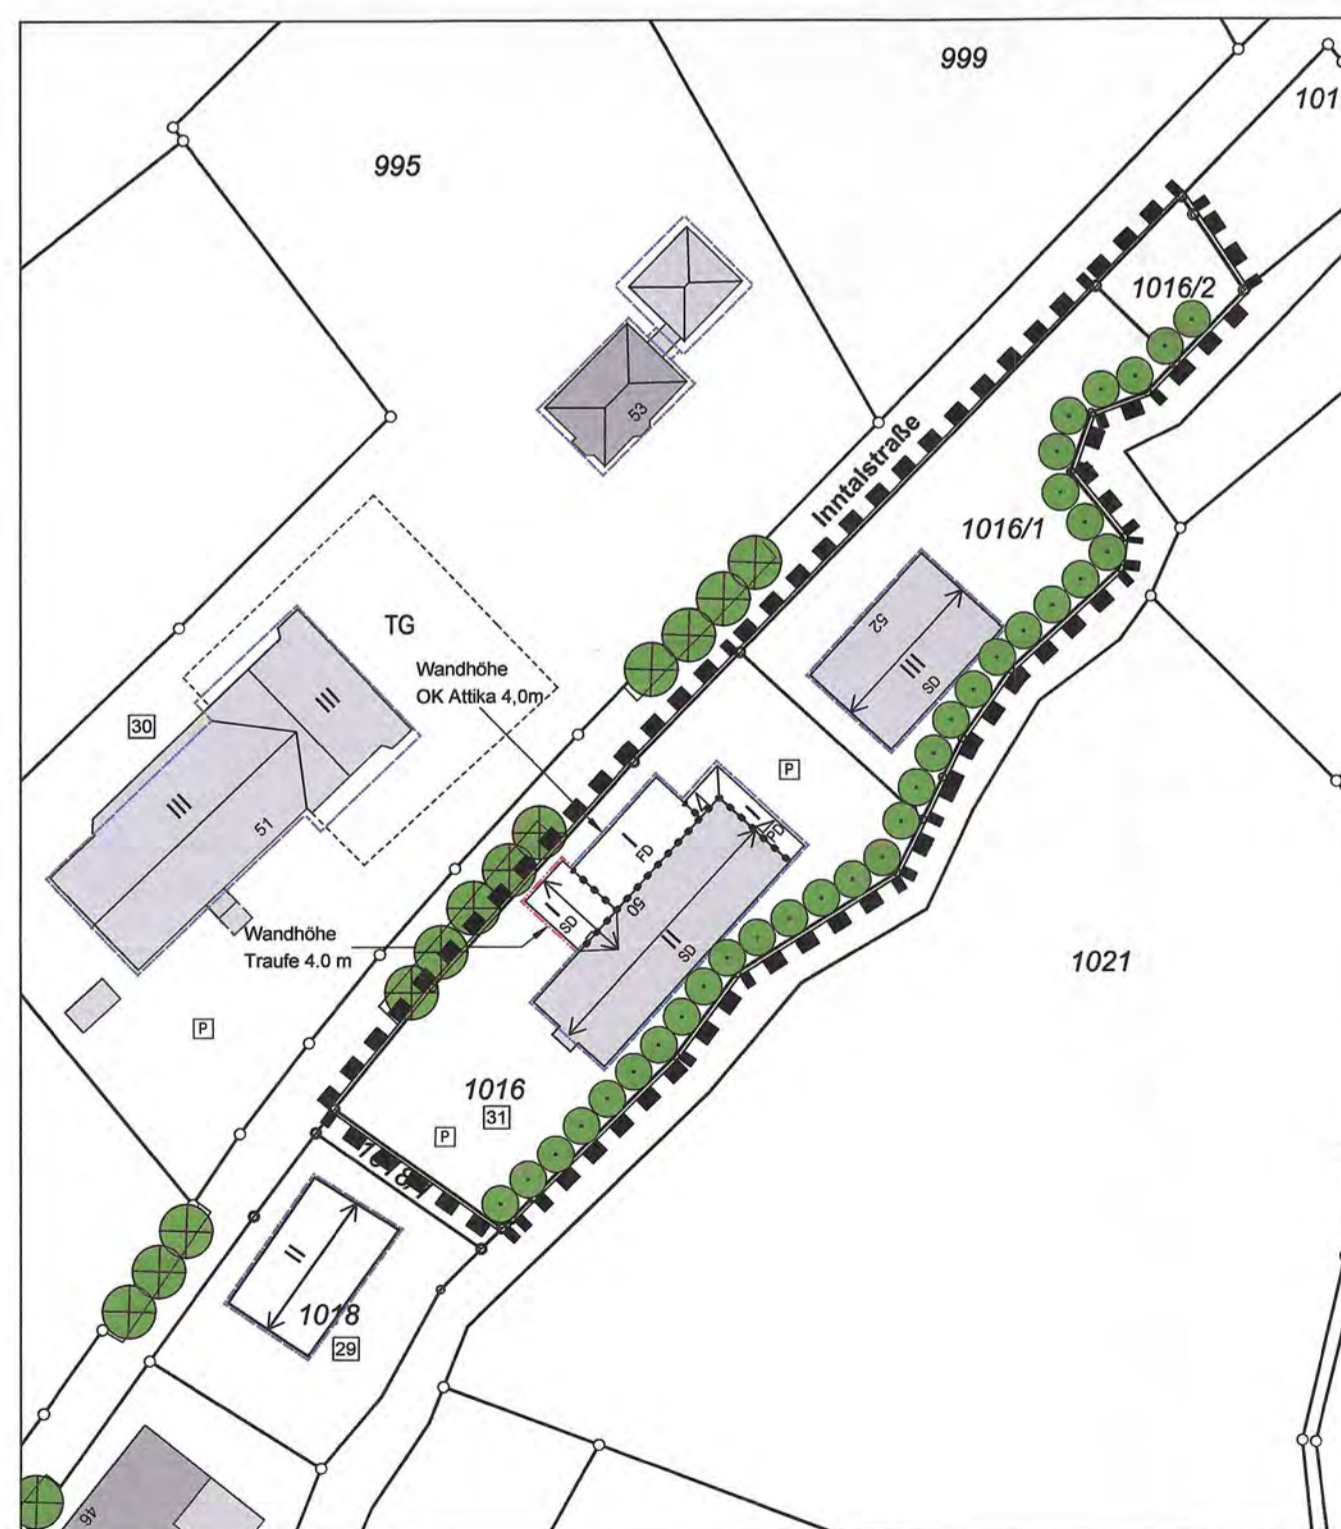 999
101
995
1016/2
53
Inntalstraße
1016/1
TG
52
III
SD
Wandhöhe
OK Attika 4,0m
III
30
P
III
51
I
FD
I
PD
I
SD
50
II
SD
Wandhöhe
Traufe 4.0 m
1021
P
1016
31
P
II
1018
29
46